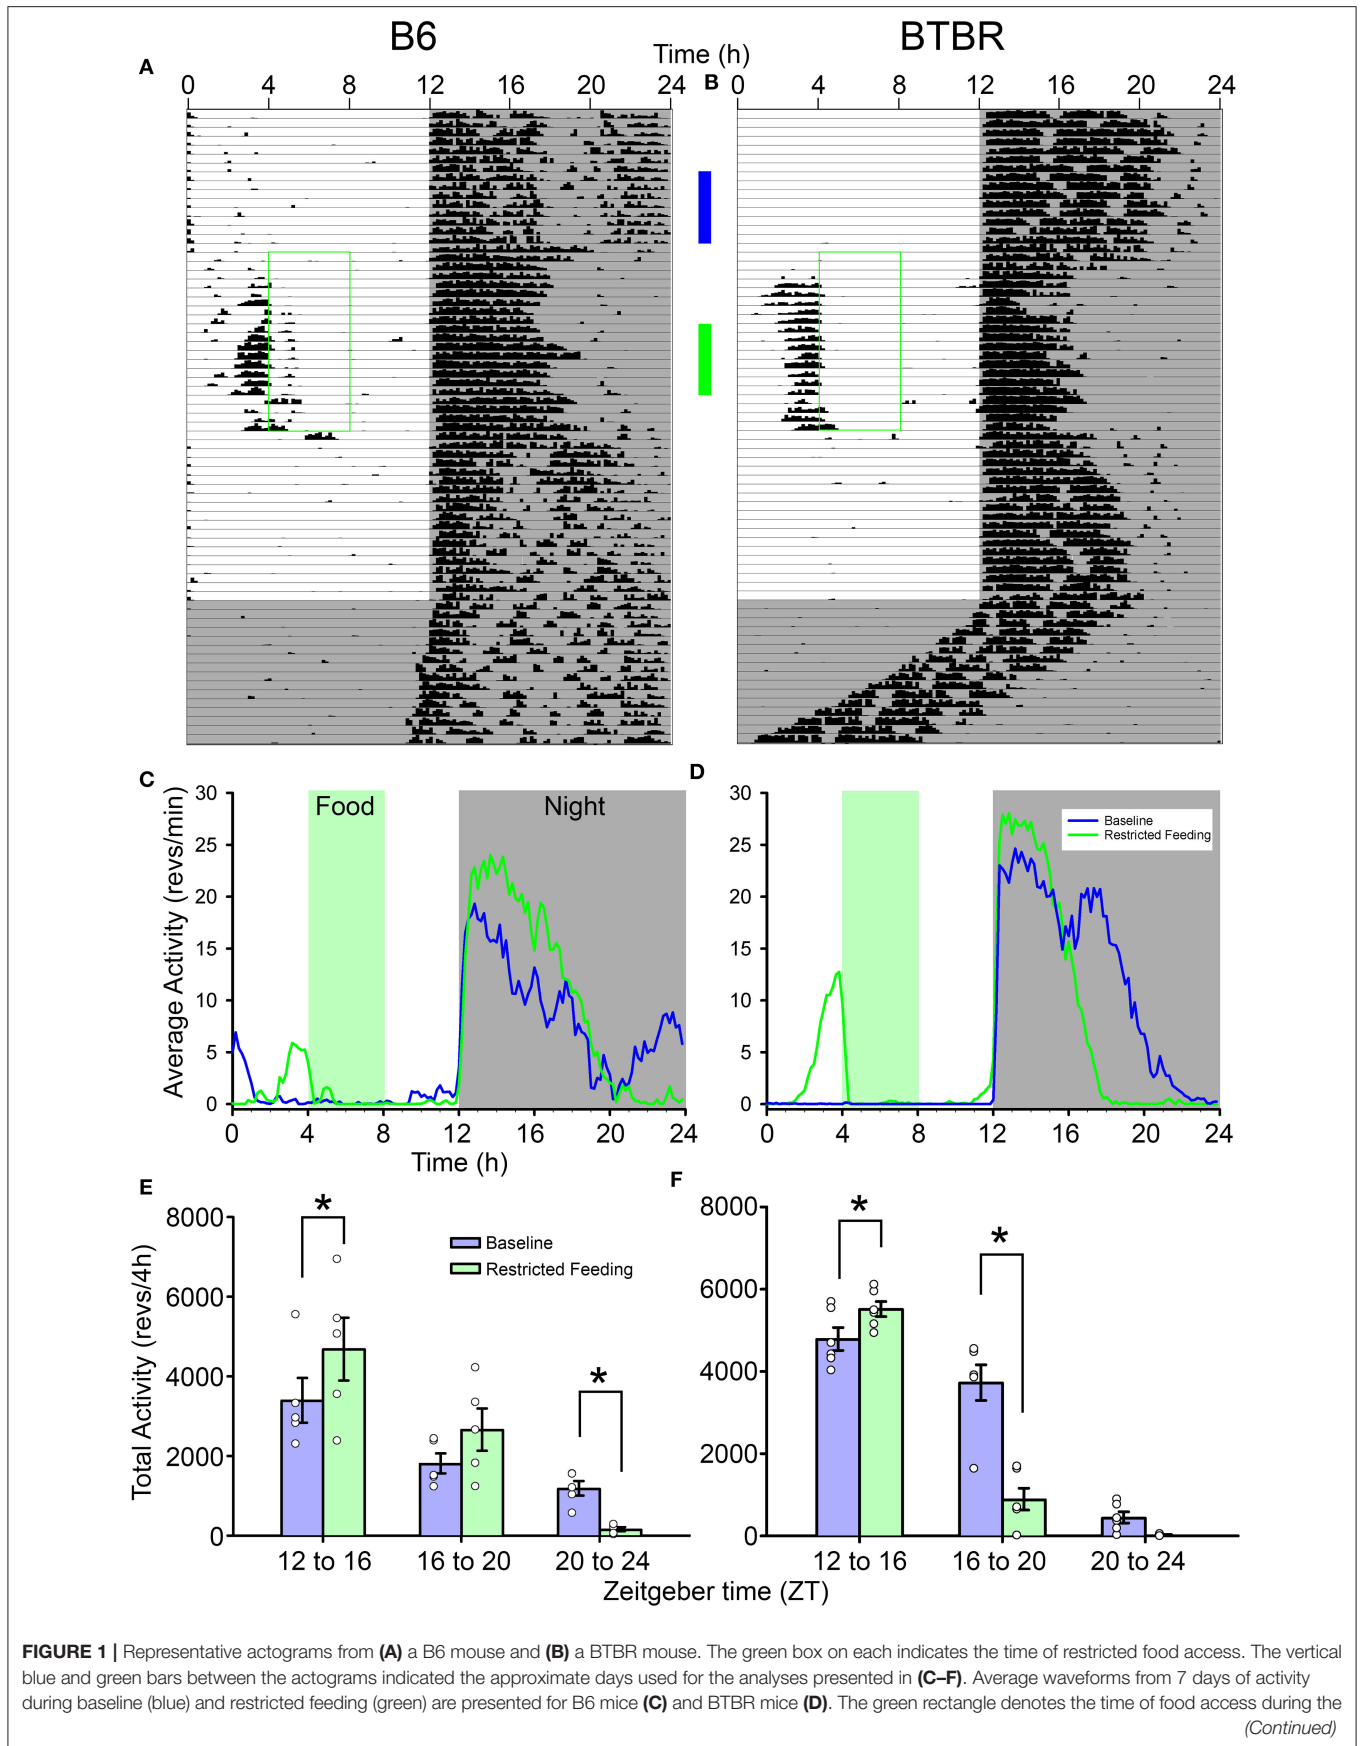 B6
BTBR
Time (h)
A
B
0 4 8 12 16 20 24
0 4 8 12 16 20 24
C
D
Average Activity (revs/min)
30
25
20
15
10
5
0
Food
Night
0 4 8 12 16 20 24
Time (h)
30
25
20
15
10
5
0
Baseline
Restricted Feeding
0 4 8 12 16 20 24
E
F
Total Activity (revs/4h)
8000
6000
4000
2000
0
*
*
Baseline
Restricted Feeding
12 to 16
16 to 20
20 to 24
8000
6000
4000
2000
0
*
*
12 to 16
16 to 20
20 to 24
Zeitgeber time (ZT)
FIGURE 1 | Representative actograms from (A) a B6 mouse and (B) a BTBR mouse. The green box on each indicates the time of restricted food access. The vertical
blue and green bars between the actograms indicated the approximate days used for the analyses presented in (C–F). Average waveforms from 7 days of activity
during baseline (blue) and restricted feeding (green) are presented for B6 mice (C) and BTBR mice (D). The green rectangle denotes the time of food access during the
(Continued)